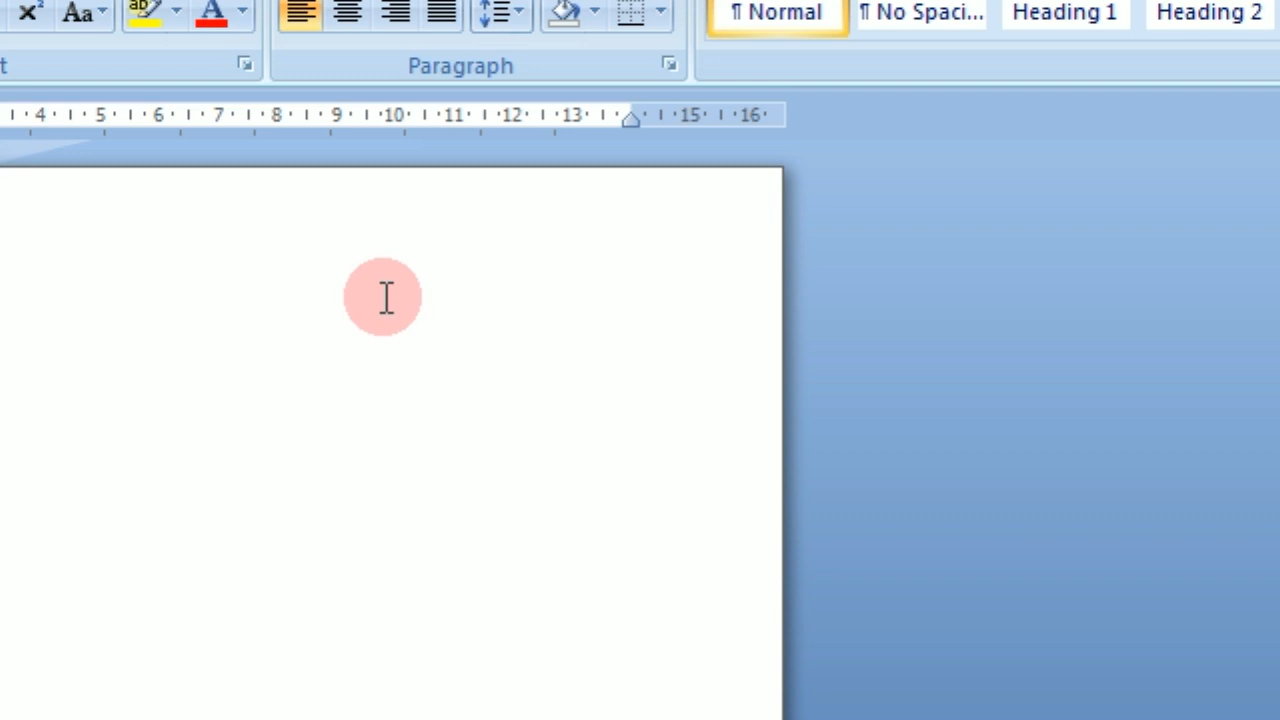 Aa A
¶ Normal ¶ No Spaci... Heading 1 Heading 2
Paragraph
4 5 6 7 8 9 10 11 12 13 15 16